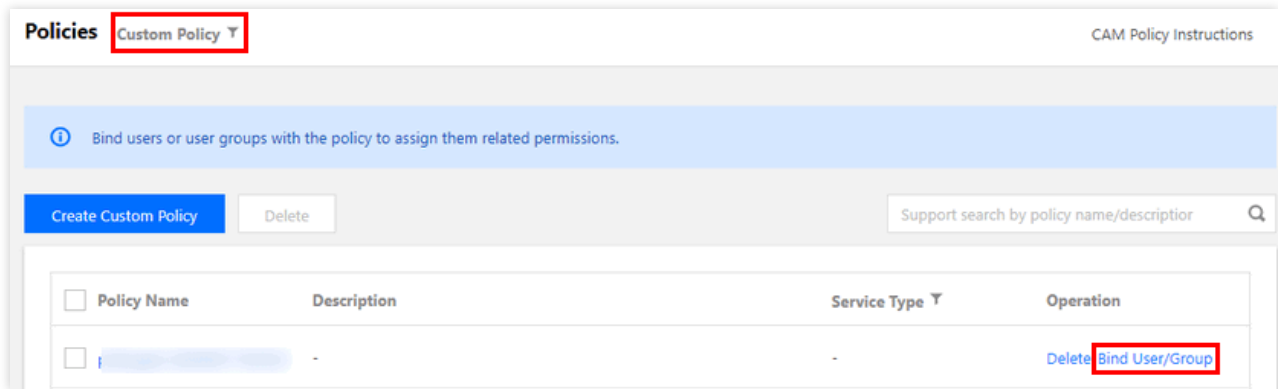 Policies Custom Policy CAM Policy Instructions
Bind users or user groups with the policy to assign them related permissions.
Create Custom Policy Delete Support search by policy name/descriptior
Policy Name Description Service Type Operation
- - Delete Bind User/Group